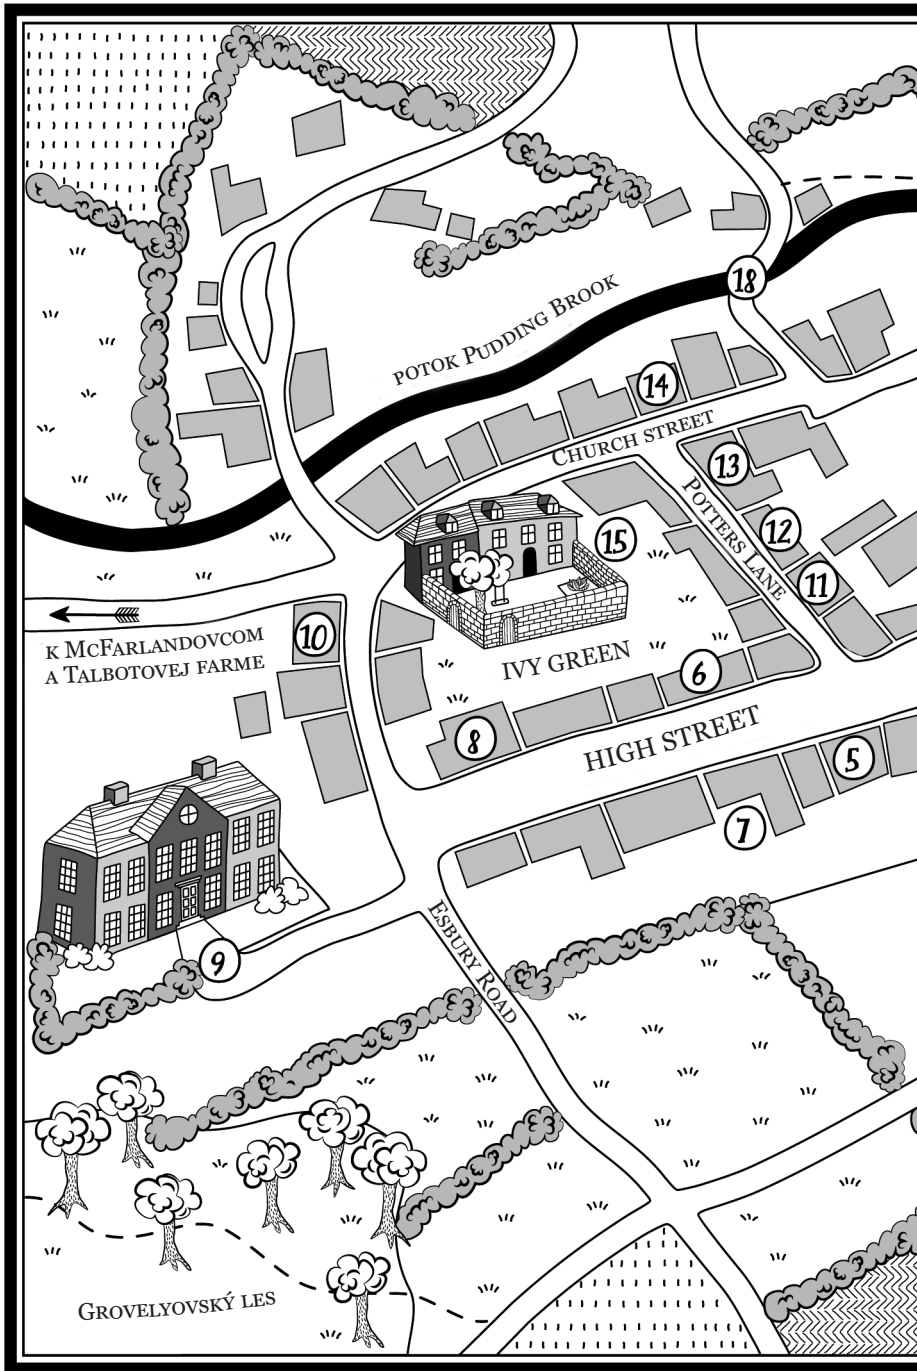 18
POTOK PUDDING BROOK
14
CHURCH STREET
13
POTTERS LANE
12
15
11
10
K MCFARLANDOVCOM
A TALBOTOVEJ FARME
IVY GREEN
6
8
HIGH STREET
5
7
9
ESBURY ROAD
GROVELYOVSKÝ LES